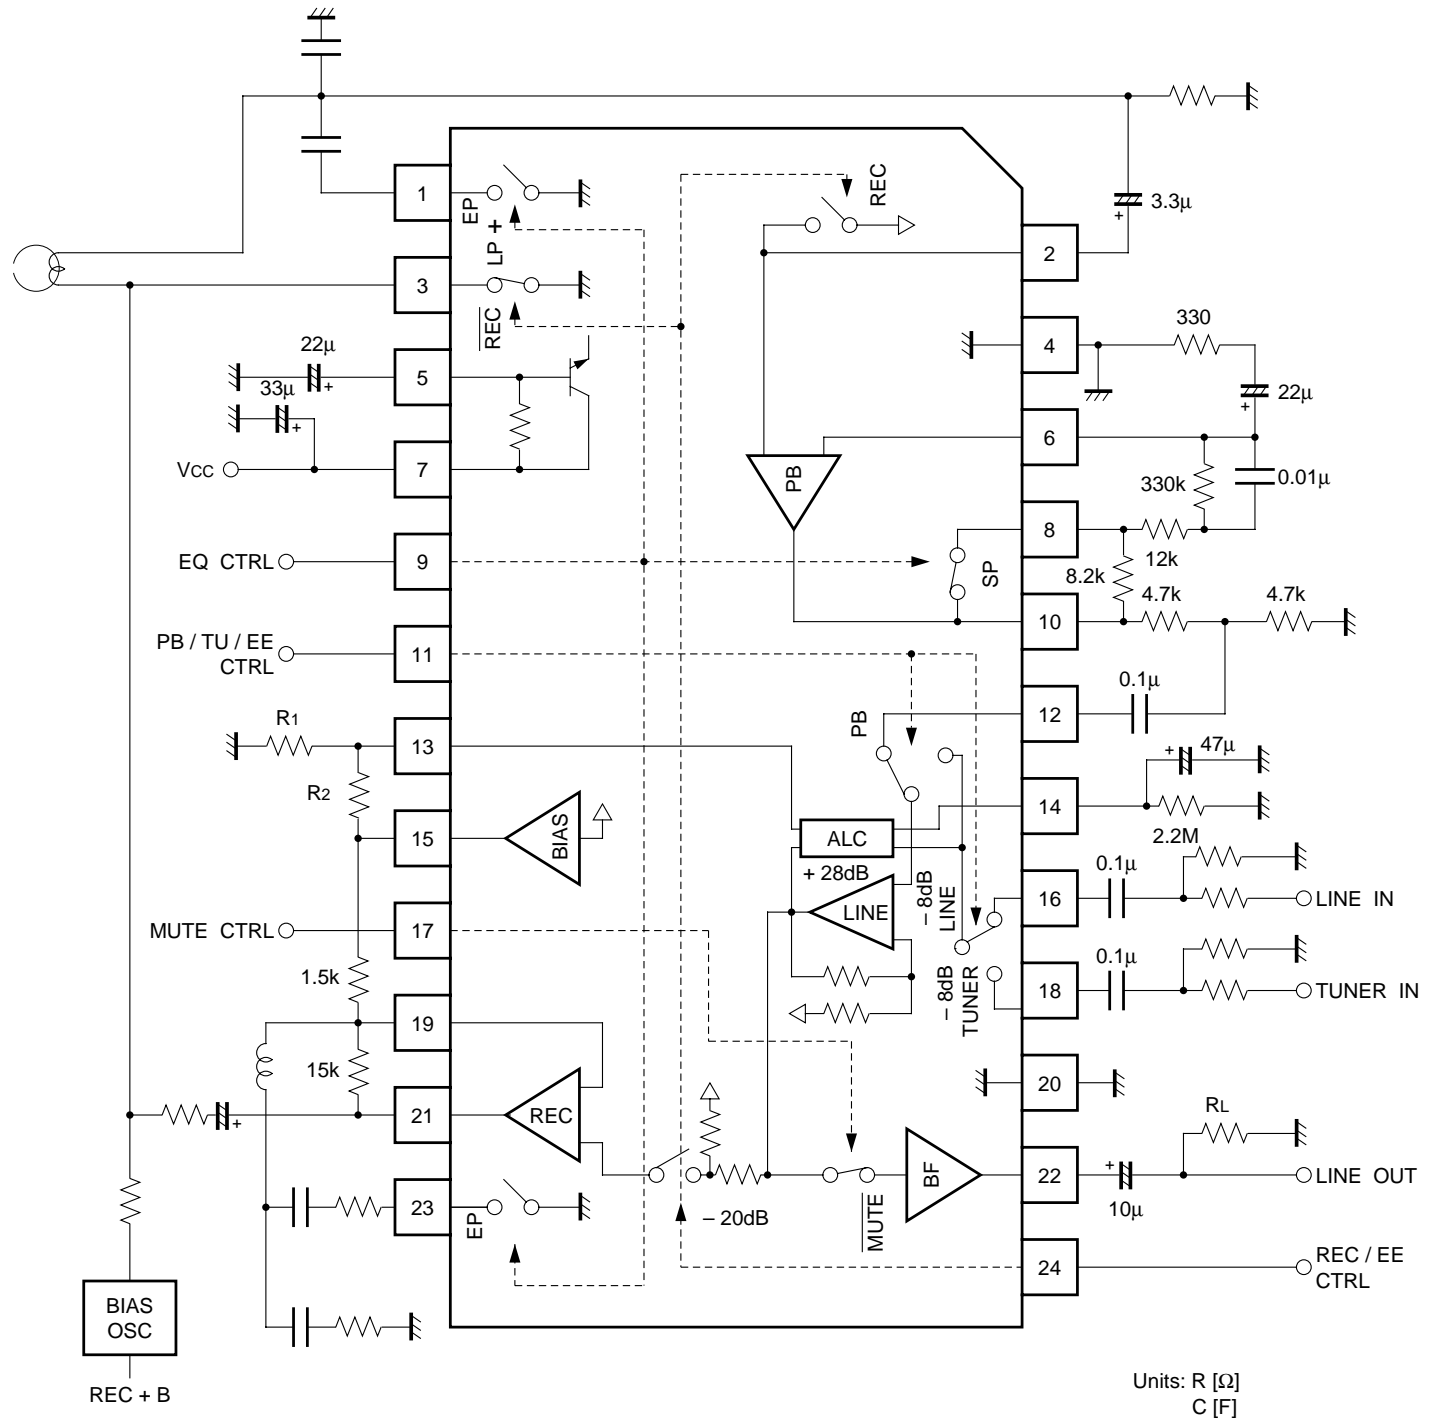 1
EP
LP +
REC
3.3µ
2
3
REC
4
330
22µ
5
22µ
33µ
6
VCC
7
PB
330k
0.01µ
8
EQ CTRL
9
SP
12k
8.2k
4.7k
4.7k
10
PB / TU / EE
CTRL
11
0.1µ
12
PB
R1
13
47µ
R2
14
ALC
2.2M
15
BIAS
+ 28dB
– 8dB
LINE
0.1µ
16
LINE IN
LINE
MUTE CTRL
17
0.1µ
1.5k
– 8dB
TUNER
18
TUNER IN
19
15k
20
REC
21
RL
BF
22
LINE OUT
10µ
23
EP
– 20dB
MUTE
24
REC / EE
CTRL
BIAS
OSC
REC + B
Units: R [Ω]
C [F]